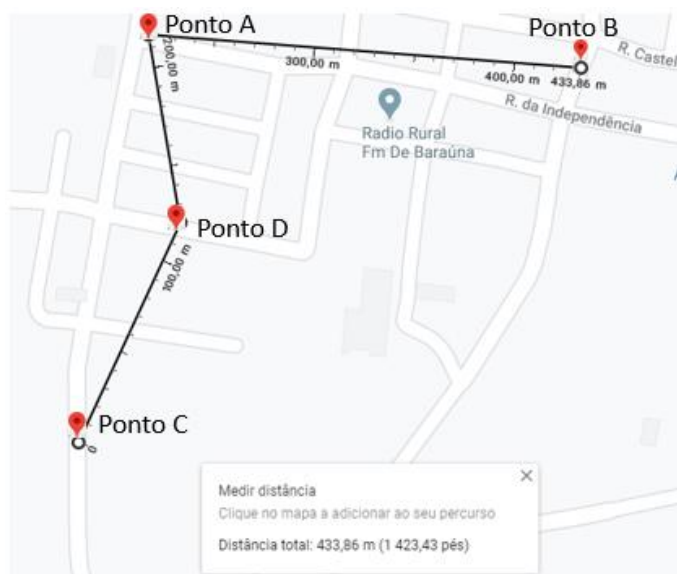 Ponto A
Ponto B
200,00 m
300,00 m
400,00 m
433,86 m
R. Castel
R. da Independência
Radio Rural
Fm De Baraúna
Ponto D
100,00 m
Ponto C
0
Medir distância
Clique no mapa a adicionar ao seu percurso
Distância total: 433,86 m (1 423,43 pés)